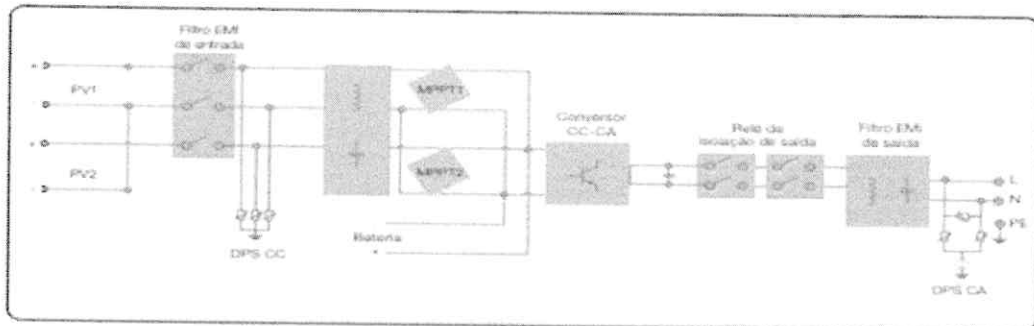 Filtro EMI
de entrada
PV1
PV2
DPS CC
MPPT1
MPPT2
Bateria
Conversor
CC-CA
Relé de
isolação de saída
Filtro EMI
de saída
L
N
PE
DPS CA